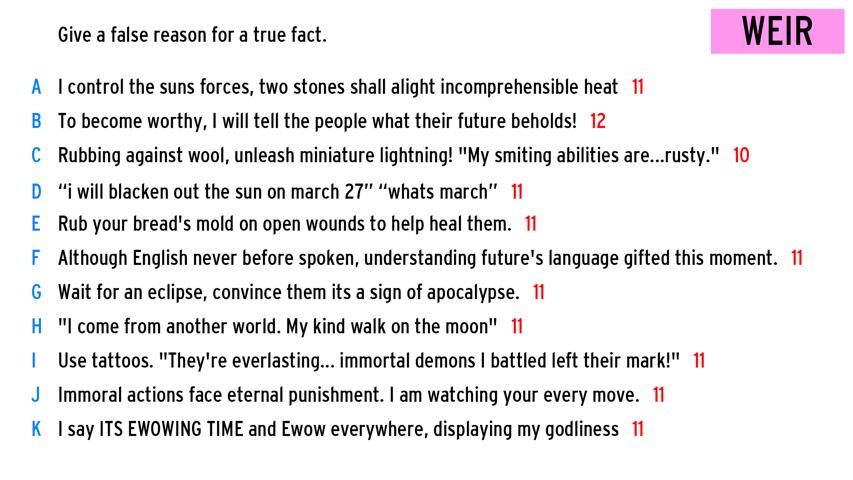 Give a false reason for a true fact.
WEIR
A I control the suns forces, two stones shall alight incomprehensible heat 11
B To become worthy, I will tell the people what their future beholds! 12
C Rubbing against wool, unleash miniature lightning! "My smiting abilities are...rusty." 10
D “i will blacken out the sun on march 27” “whats march” 11
E Rub your bread's mold on open wounds to help heal them. 11
F Although English never before spoken, understanding future's language gifted this moment. 11
G Wait for an eclipse, convince them its a sign of apocalypse. 11
H "I come from another world. My kind walk on the moon" 11
I Use tattoos. "They're everlasting... immortal demons I battled left their mark!" 11
J Immoral actions face eternal punishment. I am watching your every move. 11
K I say ITS EWOWING TIME and Ewow everywhere, displaying my godliness 11